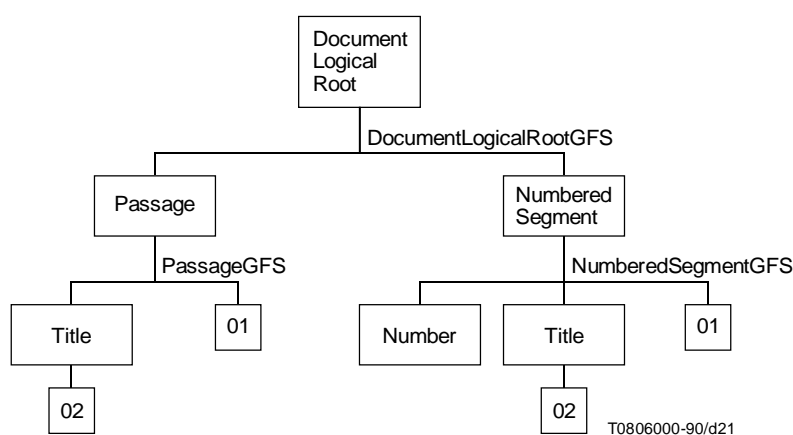 Document
Logical
Root
DocumentLogicalRootGFS
Passage
Numbered
Segment
PassageGFS
NumberedSegmentGFS
Title
01
Number
Title
01
02
02
T0806000-90/d21